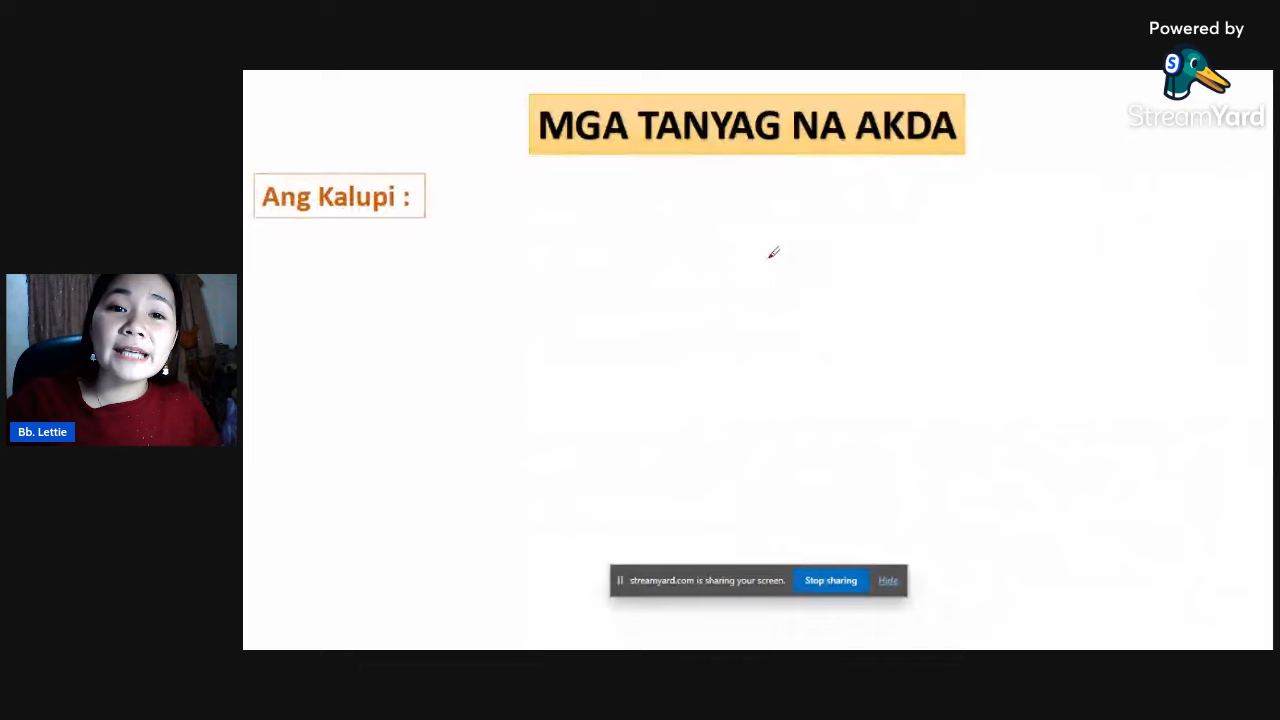 Powered by
StreamYard
MGA TANYAG NA AKDA
Ang Kalupi :
Bb. Lettie
streamyard.com is sharing your screen. Stop sharing Hide